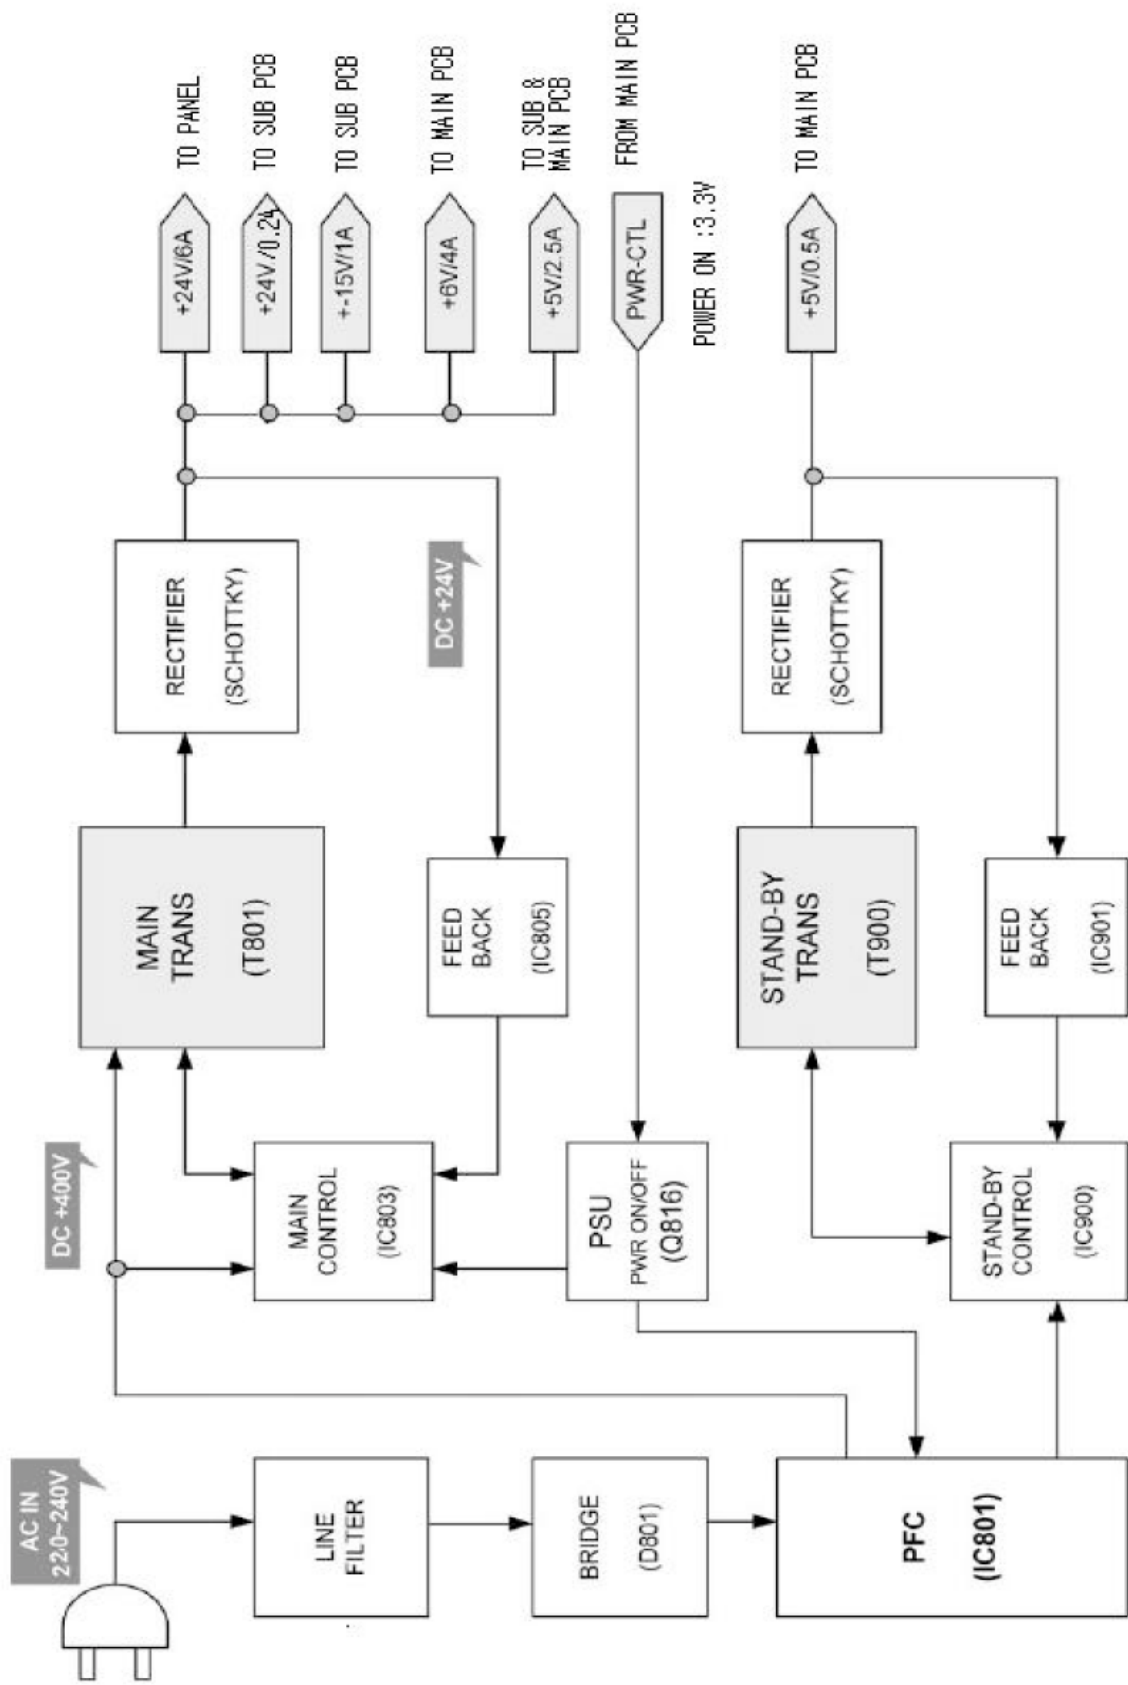 AC IN
220~240V
LINE
FILTER
BRIDGE
(D801)
PFC
(IC801)
DC +400V
MAIN
CONTROL
(IC803)
PSU
PWR ON/OFF
(Q816)
STAND-BY
CONTROL
(IC900)
MAIN
TRANS
(T801)
FEED
BACK
(IC805)
STAND-BY
TRANS
(T900)
FEED
BACK
(IC901)
RECTIFIER
(SCHOTTKY)
DC +24V
RECTIFIER
(SCHOTTKY)
+24V/6A
TO PANEL
+24V/0.2A
TO SUB PCB
+-15V/1A
TO SUB PCB
+6V/4A
TO MAIN PCB
+5V/2.5A
TO SUB &
MAIN PCB
PWR-CTL
FROM MAIN PCB
POWER ON :3.3V
+5V/0.5A
TO MAIN PCB